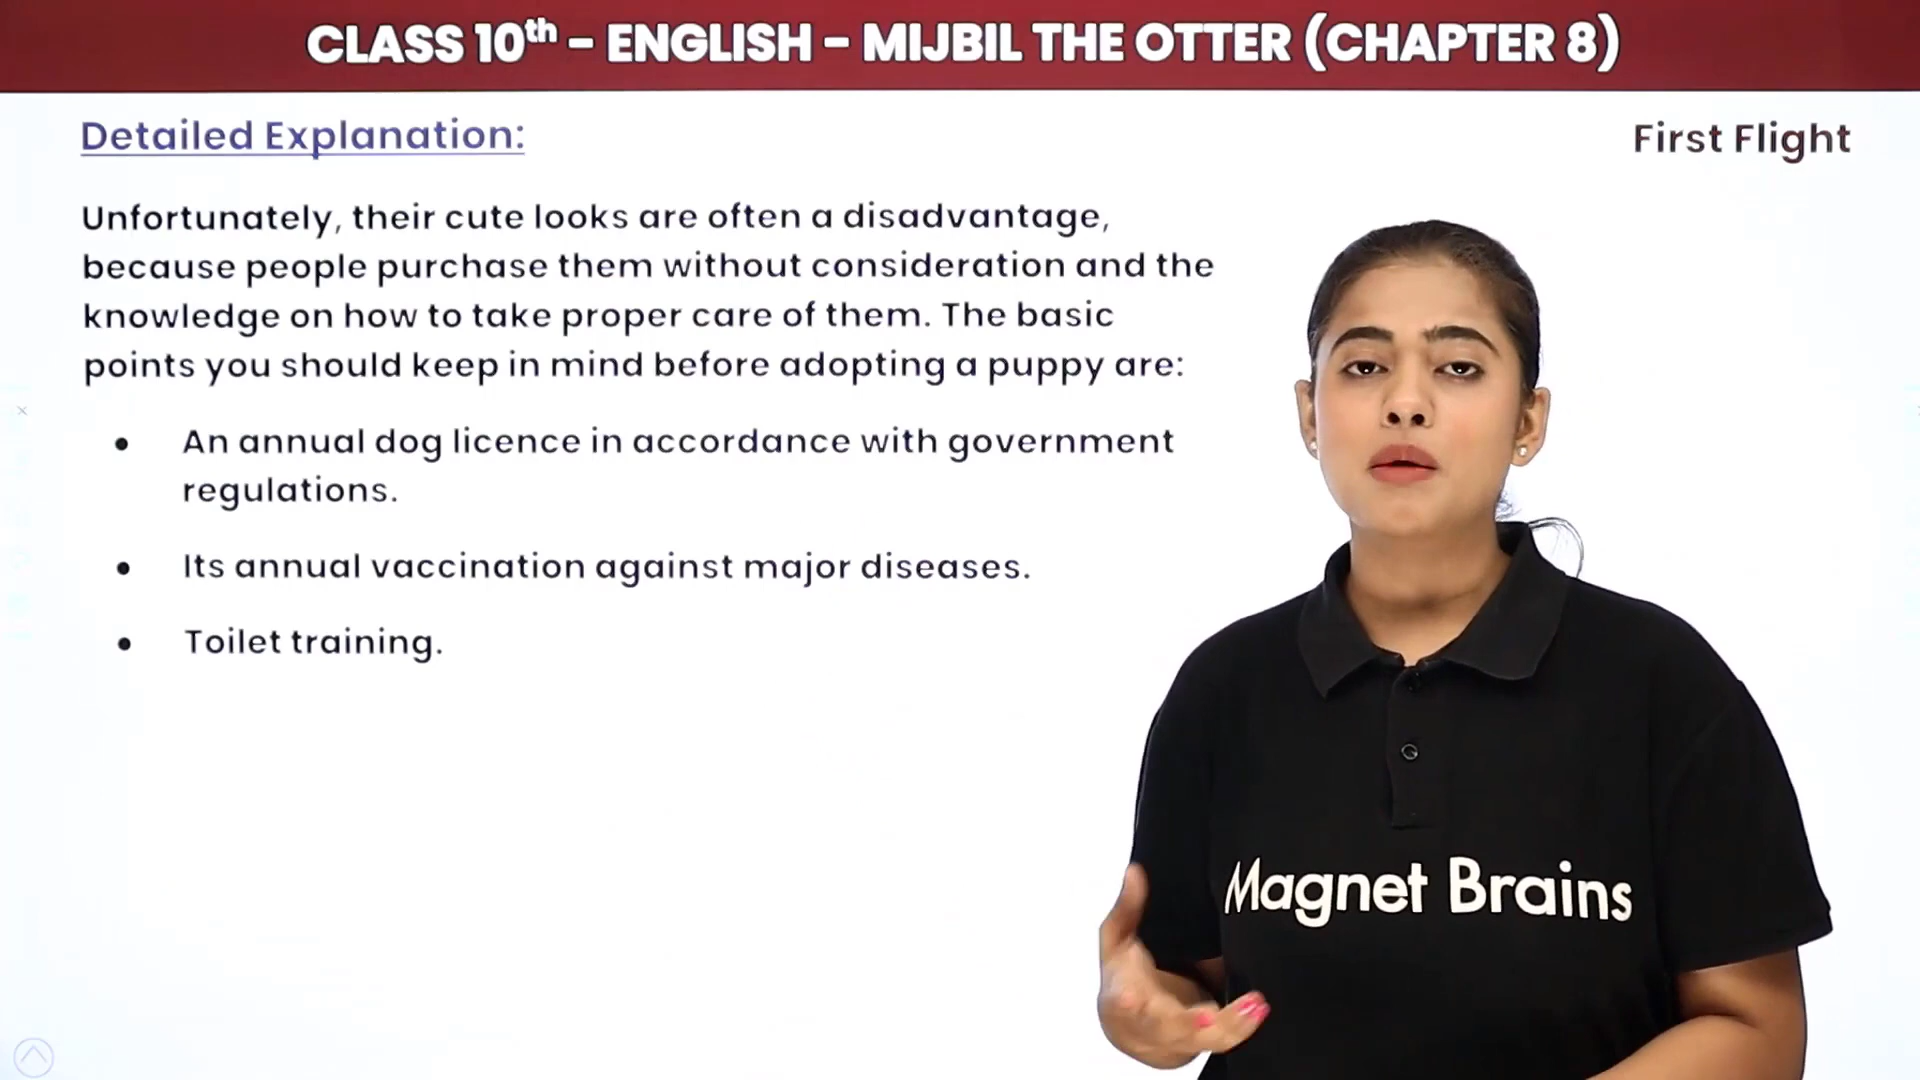 CLASS 10th – ENGLISH – MIJBIL THE OTTER (CHAPTER 8)
Detailed Explanation:
First Flight
Unfortunately, their cute looks are often a disadvantage,
because people purchase them without consideration and the
knowledge on how to take proper care of them. The basic
points you should keep in mind before adopting a puppy are:
• An annual dog licence in accordance with government
regulations.
• Its annual vaccination against major diseases.
• Toilet training.
Magnet Brains